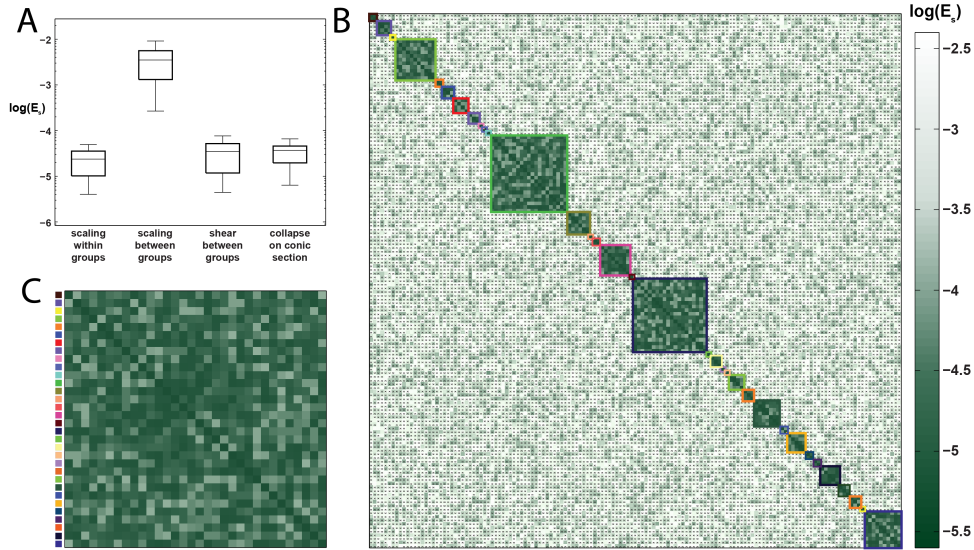 A
−2
−3
log(Es)
−4
−5
−6
scaling within groups
scaling between groups
shear between groups
collapse on conic section
B
log(Es)
−2.5
−3
−3.5
−4
−4.5
−5
−5.5
C